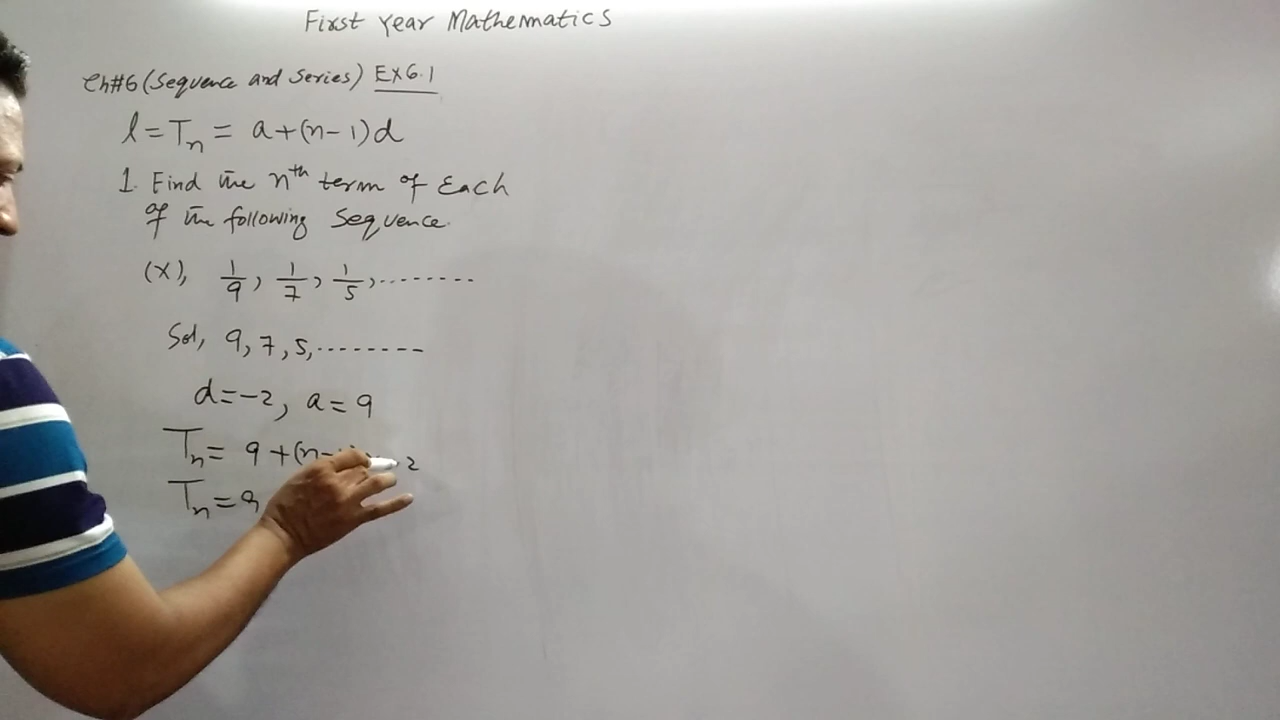 First Year Mathematics
Ch#6 (Sequence and Series) EX6.1
l = Tn = a+(n-1)d
1. Find the nth term of Each
of the following Sequence.
(X), 1/9, 1/7, 1/5, ........
Sol, 9, 7, 5, ........
d=-2, a=9
Tn = 9+(n- 2
Tn = 9